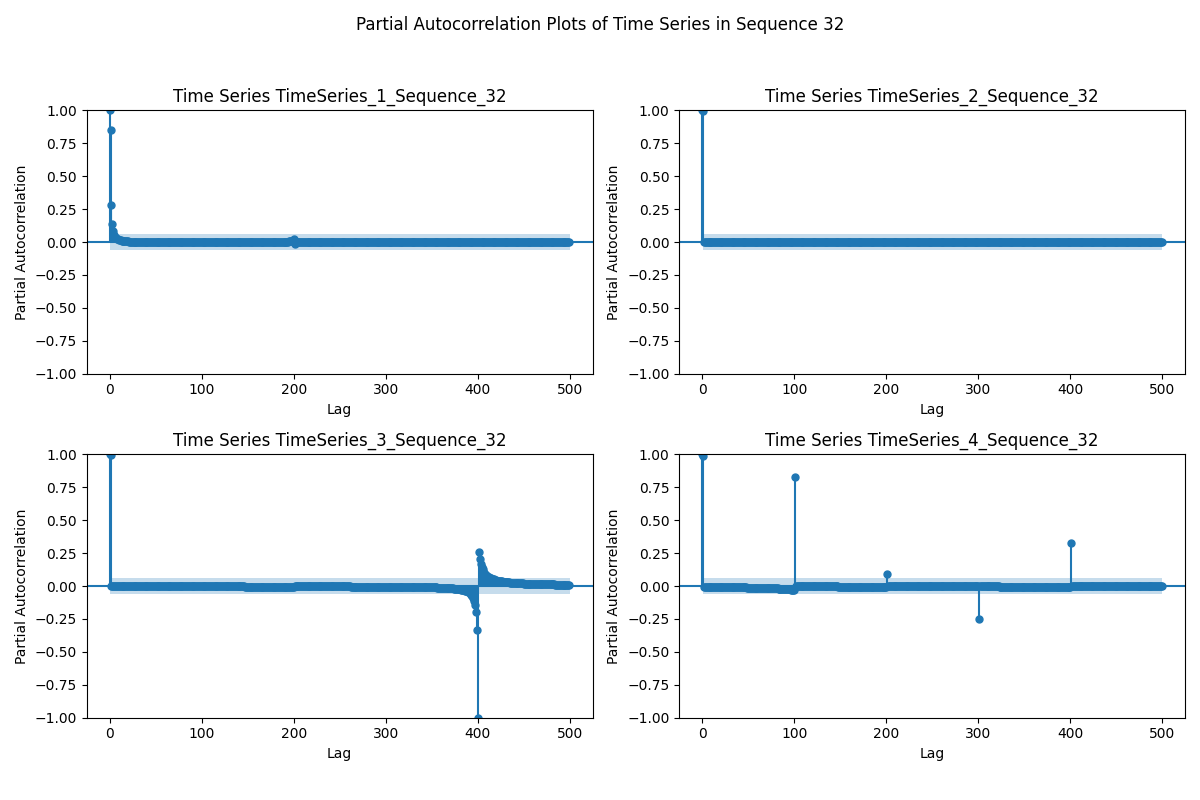 Partial Autocorrelation Plots of Time Series in Sequence 32
Time Series TimeSeries_1_Sequence_32
Time Series TimeSeries_2_Sequence_32
Partial Autocorrelation
1.00
0.75
0.50
0.25
0.00
−0.25
−0.50
−0.75
−1.00
0 100 200 300 400 500
Lag
Partial Autocorrelation
1.00
0.75
0.50
0.25
0.00
−0.25
−0.50
−0.75
−1.00
0 100 200 300 400 500
Lag
Time Series TimeSeries_3_Sequence_32
Time Series TimeSeries_4_Sequence_32
Partial Autocorrelation
1.00
0.75
0.50
0.25
0.00
−0.25
−0.50
−0.75
−1.00
0 100 200 300 400 500
Lag
Partial Autocorrelation
1.00
0.75
0.50
0.25
0.00
−0.25
−0.50
−0.75
−1.00
0 100 200 300 400 500
Lag